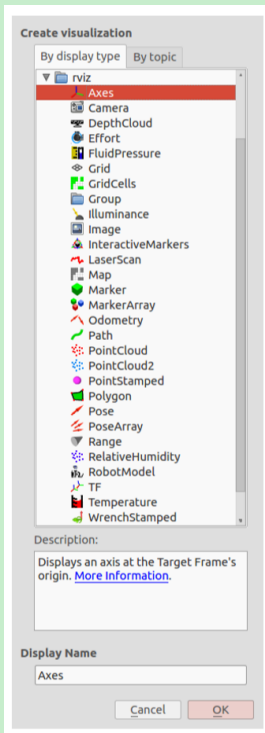 Create visualization
By display type By topic
rviz
Axes
Camera
DepthCloud
Effort
FluidPressure
Grid
GridCells
Group
Illuminance
Image
InteractiveMarkers
LaserScan
Map
Marker
MarkerArray
Odometry
Path
PointCloud
PointCloud2
PointStamped
Polygon
Pose
PoseArray
Range
RelativeHumidity
RobotModel
TF
Temperature
WrenchStamped
Description:
Displays an axis at the Target Frame's
origin. More Information.
Display Name
Axes
Cancel OK